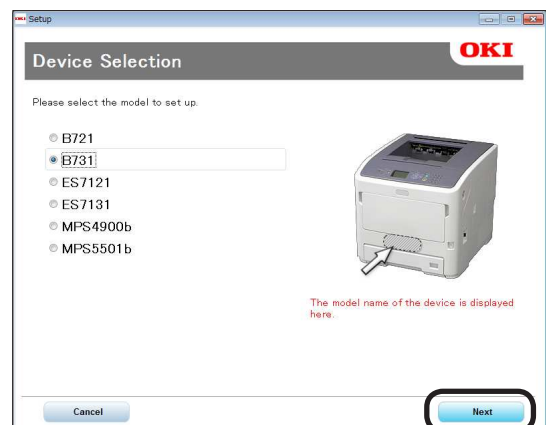 OKI Setup
Device Selection
OKI
Please select the model to set up.
B721
B731
ES7121
ES7131
MPS4900b
MPS5501b
The model name of the device is displayed
here.
Cancel
Next